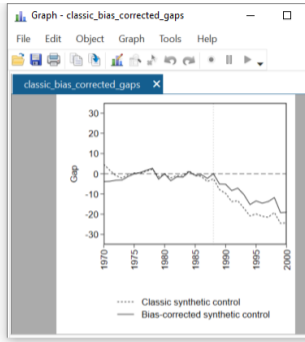 Graph - classic_bias_corrected_gaps
File Edit Object Graph Tools Help
classic_bias_corrected_gaps
30
20
10
0
-10
-20
-30
Gap
1970 1975 1980 1985 1990 1995 2000
Classic synthetic control
Bias-corrected synthetic control